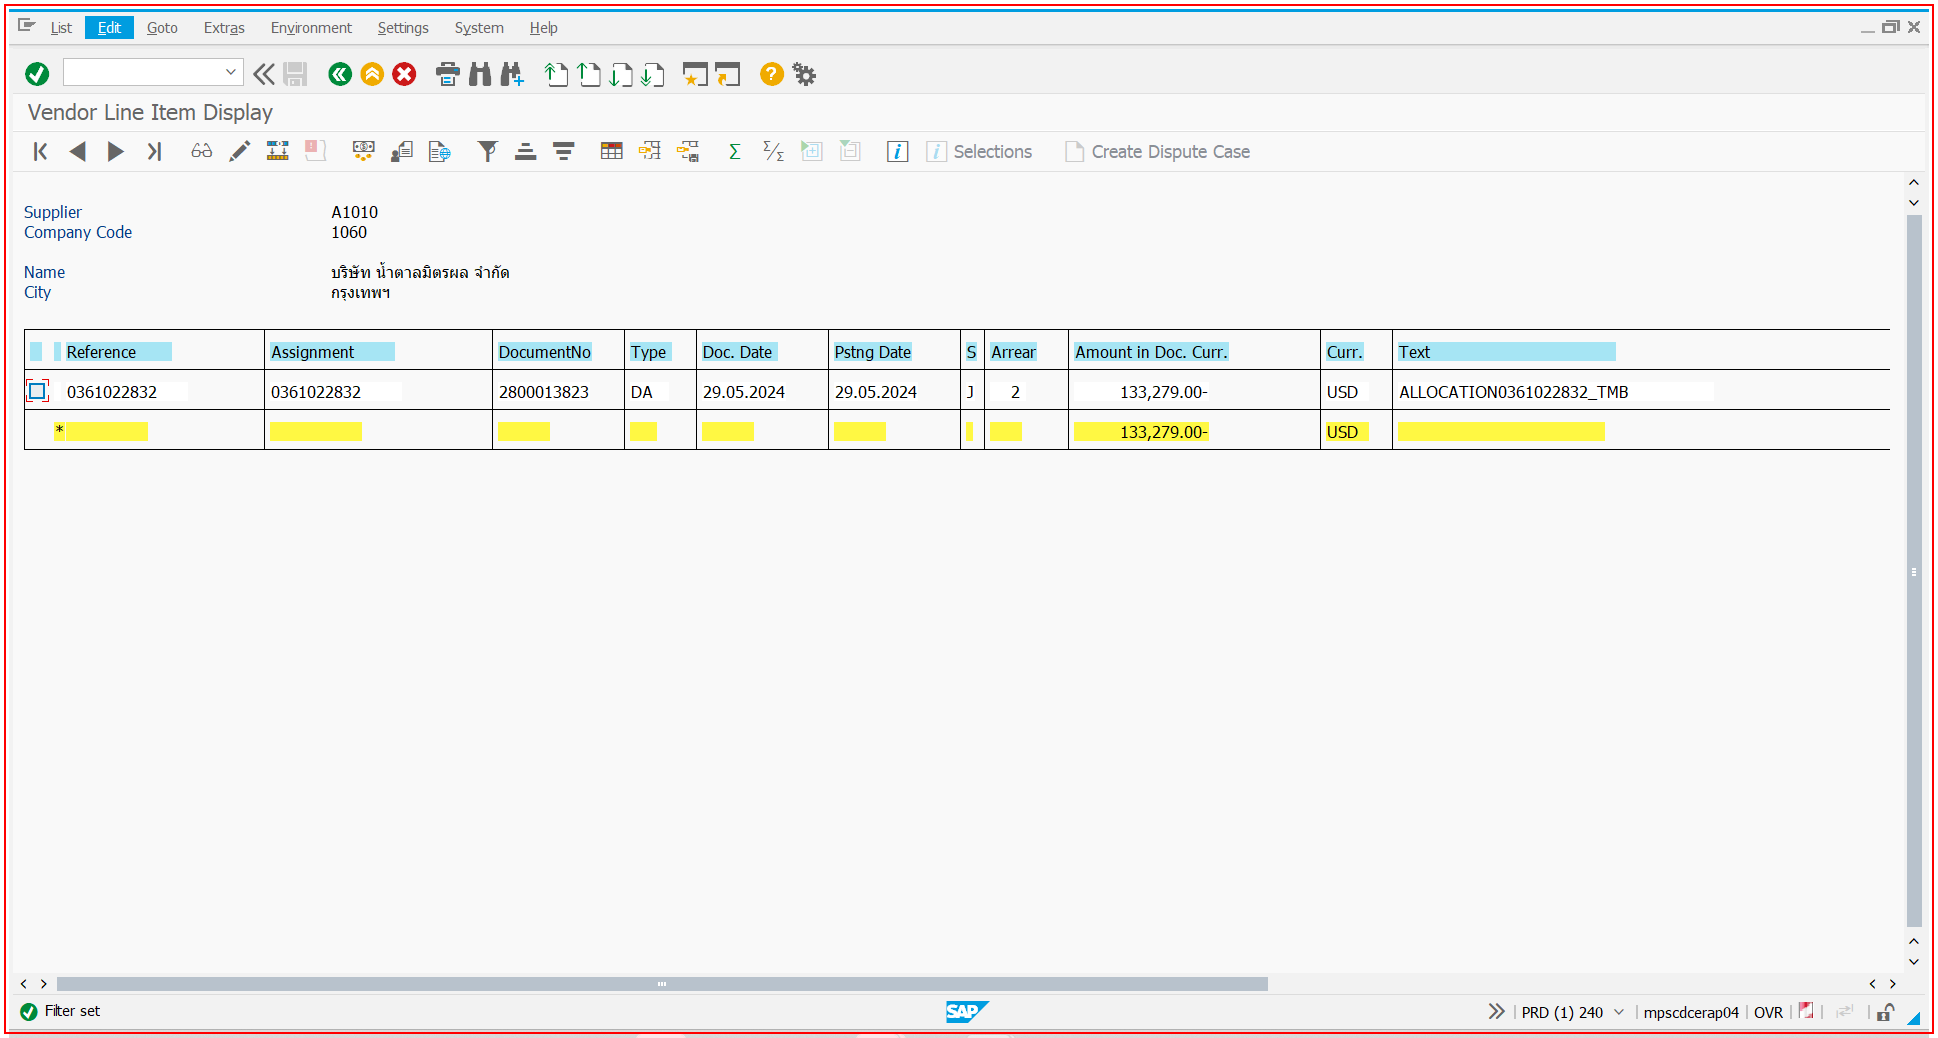 List Edit Goto Extras Environment Settings System Help
Vendor Line Item Display
Selections Create Dispute Case
Supplier A1010
Company Code 1060
Name บริษัท น้ำตาลมิตรผล จำกัด
City กรุงเทพฯ
Reference Assignment DocumentNo Type Doc. Date Pstng Date S Arrear Amount in Doc. Curr. Curr. Text
0361022832 0361022832 2800013823 DA 29.05.2024 29.05.2024 J 2 133,279.00- USD ALLOCATION0361022832_TMB
* 133,279.00- USD
Filter set SAP PRD (1) 240 mpscdcerap04 OVR